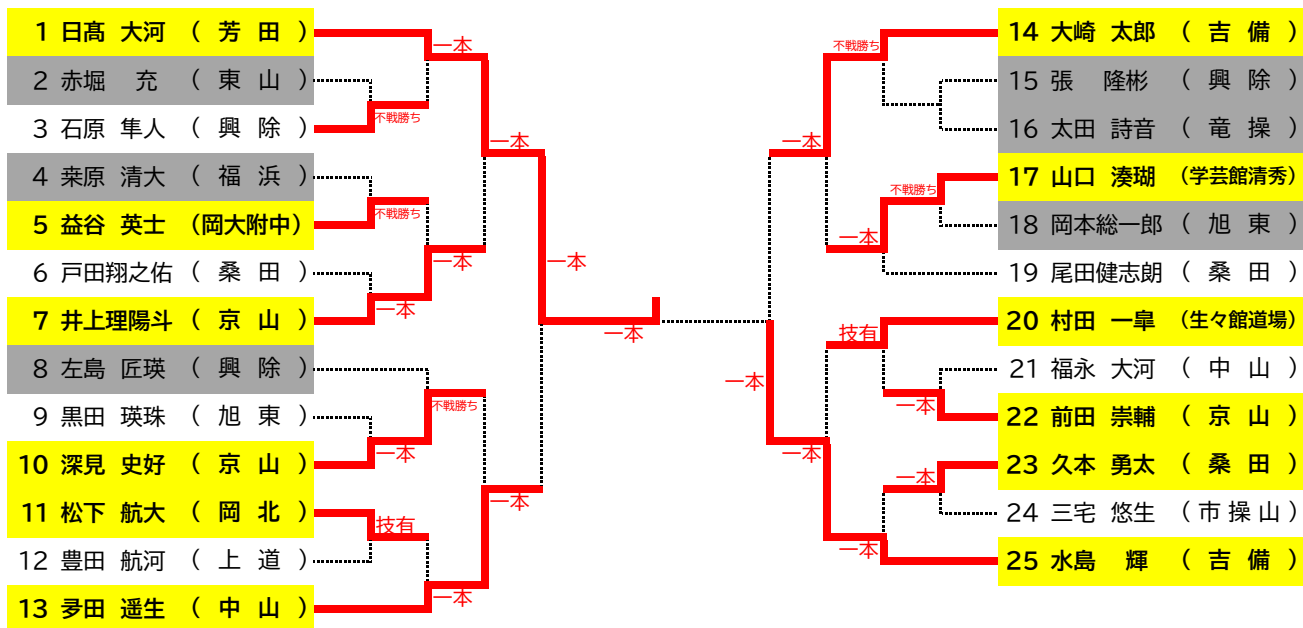 1 日髙 大河 ( 芳 田 )
2 赤堀 充 ( 東 山 )
3 石原 隼人 ( 興 除 )
4 桒原 清大 ( 福 浜 )
5 益谷 英士 (岡大附中)
6 戸田翔之佑 ( 桑 田 )
7 井上理陽斗 ( 京 山 )
8 左島 匠瑛 ( 興 除 )
9 黒田 瑛珠 ( 旭 東 )
10 深見 史好 ( 京 山 )
11 松下 航大 ( 岡 北 )
12 豊田 航河 ( 上 道 )
13 夛田 遥生 ( 中 山 )
一本
不戦勝ち
一本
不戦勝ち
一本
一本
一本
不戦勝ち
一本
一本
技有
一本
一本
不戦勝ち
一本
不戦勝ち
一本
一本
技有
一本
一本
一本
14 大崎 太郎 ( 吉 備 )
15 張 隆彬 ( 興 除 )
16 太田 詩音 ( 竜 操 )
17 山口 湊瑚 (学芸館清秀)
18 岡本総一郎 ( 旭 東 )
19 尾田健志朗 ( 桑 田 )
20 村田 一皐 (生々館道場)
21 福永 大河 ( 中 山 )
22 前田 崇輔 ( 京 山 )
23 久本 勇太 ( 桑 田 )
24 三宅 悠生 (市操山)
25 水島 輝 ( 吉 備 )